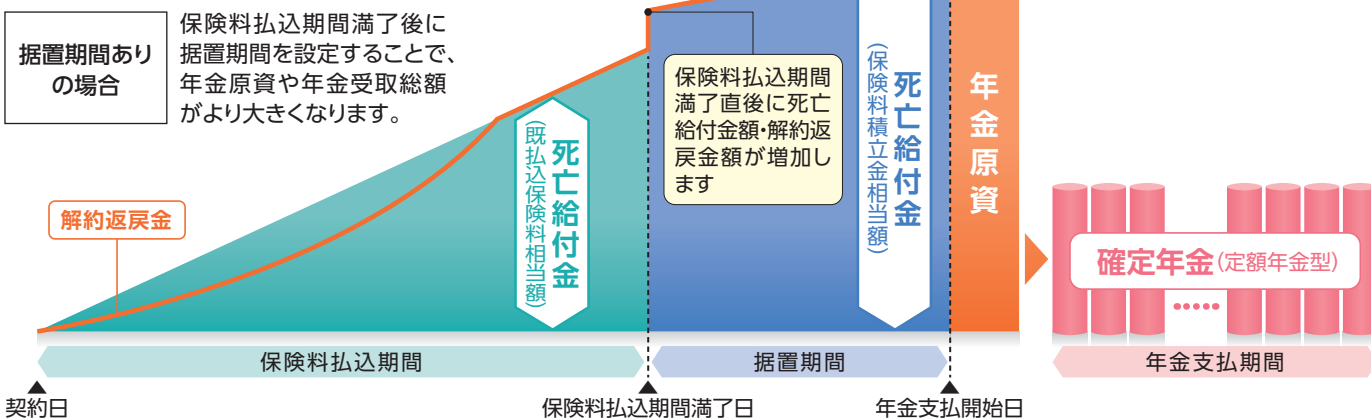 据置期間あり
の場合
保険料払込期間満了後に
据置期間を設定することで、
年金原資や年金受取総額
がより大きくなります。
解約返戻金
死亡給付金
(既払込保険料相当額)
保険料払込期間
満了直後に死亡
給付金額・解約返
戻金額が増加し
ます
死亡給付金
(保険料積立金相当額)
年金原資
確定年金(定額年金型)
保険料払込期間
据置期間
年金支払期間
契約日
保険料払込期間満了日
年金支払開始日